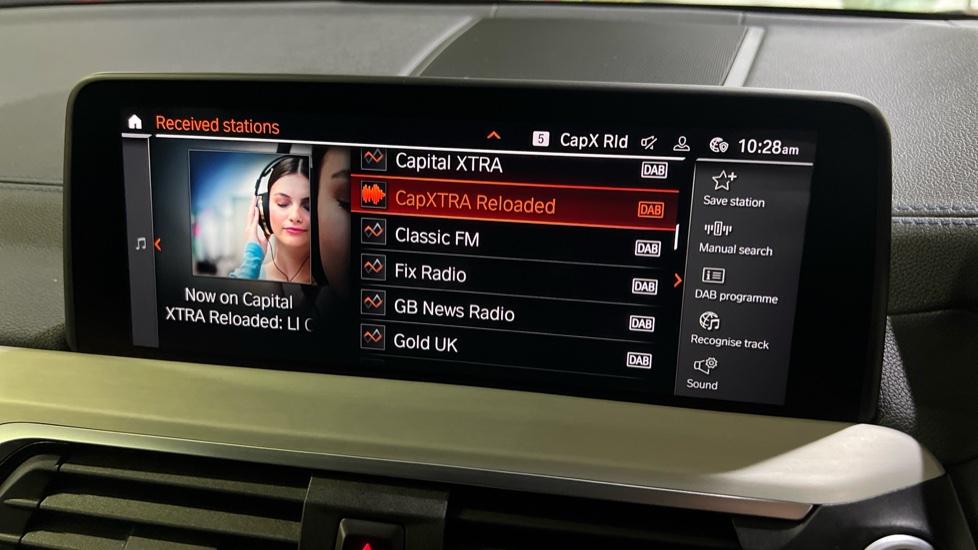 Received stations
5 CapX Rld 10:28am
Capital XTRA DAB
CapXTRA Reloaded DAB
Classic FM DAB
Fix Radio DAB
GB News Radio DAB
Gold UK DAB
Now on Capital
XTRA Reloaded: LI
Save station
Manual search
DAB programme
Recognise track
Sound